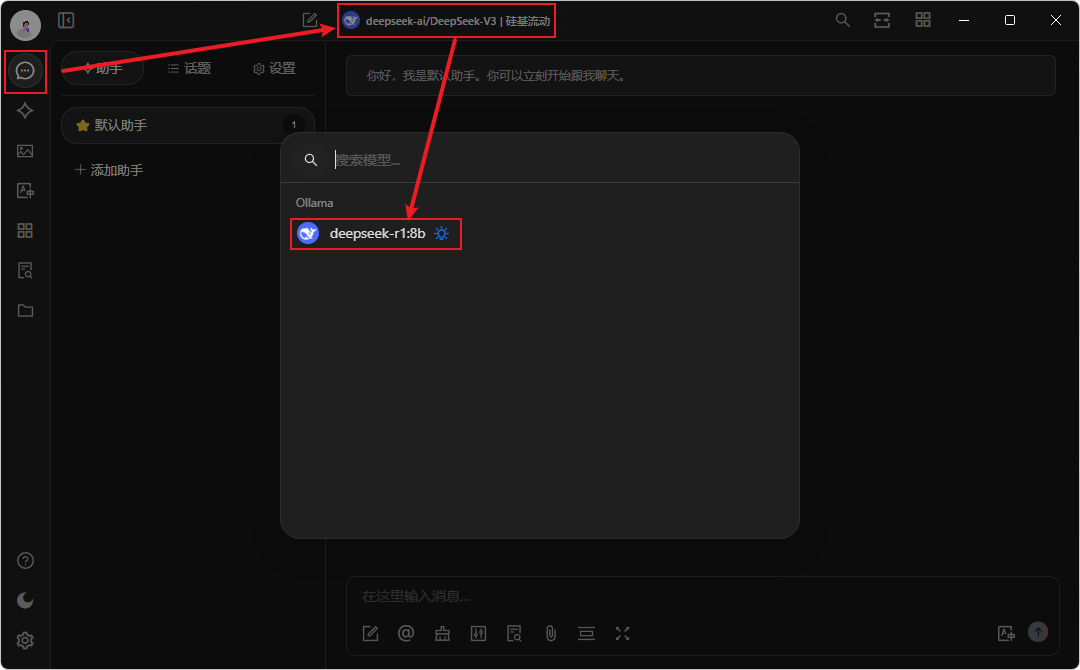 deepseek-ai/DeepSeek-V3 | 硅基流动
助手
话题
设置
你好，我是默认助手。你可以立刻开始跟我聊天。
默认助手
1
添加助手
搜索模型...
Ollama
deepseek-r1:8b
在这里输入消息...